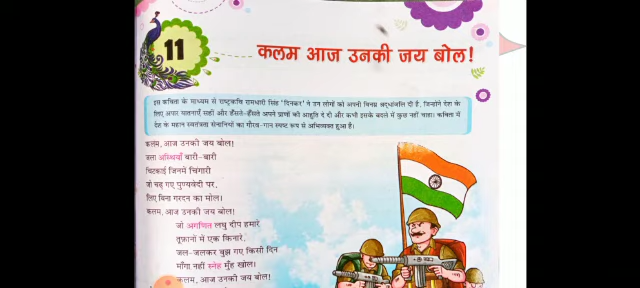 11
कलम आज उनकी जय बोल!
इस कविता के माध्यम से राष्ट्रकवि रामधारी सिंह 'दिनकर' ने उन लोगों को अपनी विनम्र श्रद्धांजलि दी है, जिन्होंने देश के
लिए अपार यातनाएँ सहीं और हँसते-हँसते अपने प्राणों की आहुति दे दी और कभी इसके बदले में कुछ नहीं चाहा। कविता में
देश के महान स्वतंत्रता सेनानियों का गौरव-गान स्पष्ट रूप से अभिव्यक्त हुआ है।
कलम, आज उनकी जय बोल!
जला अस्थियाँ बारी-बारी
चिटकाई जिनमें चिंगारी
जो चढ़ गए पुण्यवेदी पर,
लिए बिना गरदन का मोल।
कलम, आज उनकी जय बोल!
जो अगणित लघु दीप हमारे
तूफ़ानों में एक किनारे,
जल-जलकर बुझ गए किसी दिन
माँगा नहीं स्नेह मुँह खोल।
कलम, आज उनकी जय बोल!